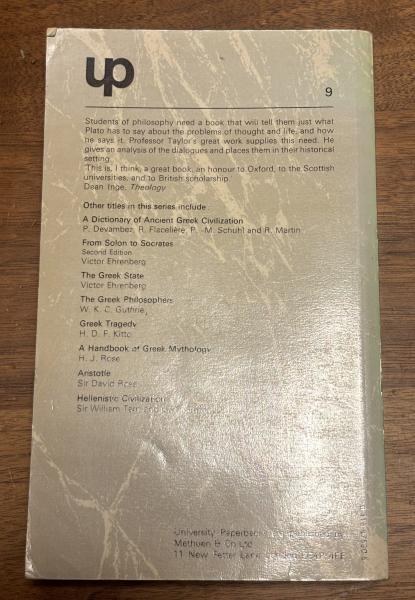 up
9
Students of philosophy need a book that will tell them just what
Plato has to say about the problems of thought and life, and how
he says it. Professor Taylor's great work supplies this need. He
gives an analysis of the dialogues and places them in their historical
setting.
'This is, I think, a great book, an honour to Oxford, to the Scottish
universities, and to British scholarship.'
Dean Inge, Theology
Other titles in this series include
A Dictionary of Ancient Greek Civilization
P. Devambez, R. Flacelière, P.-M. Schuhl and R. Martin
From Solon to Socrates
Second Edition
Victor Ehrenberg
The Greek State
Victor Ehrenberg
The Greek Philosophers
W. K. C. Guthrie
Greek Tragedy
H. D. F. Kitto
A Handbook of Greek Mythology
H. J. Rose
Aristotle
Sir David Ross
Hellenistic Civilization
Sir William Tarn and
University Paperbacks
Methuen & Co Ltd
11 New Fetter Lane